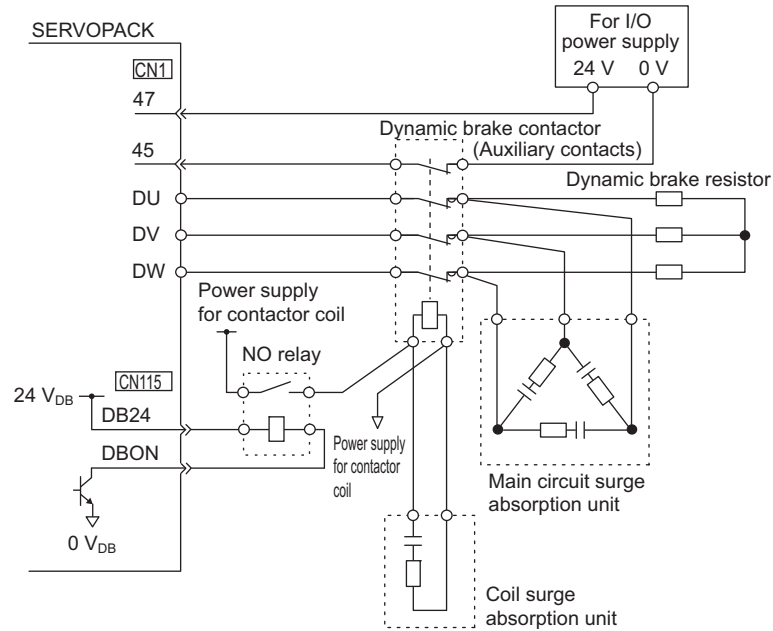 SERVOPACK
For I/O
power supply
24 V 0 V
CN1
47
Dynamic brake contactor
(Auxiliary contacts)
45
Dynamic brake resistor
DU
DV
DW
Power supply
for contactor coil
NO relay
CN115
24 VDB
DB24
DBON
0 VDB
Power supply
for contactor
coil
Main circuit surge
absorption unit
Coil surge
absorption unit